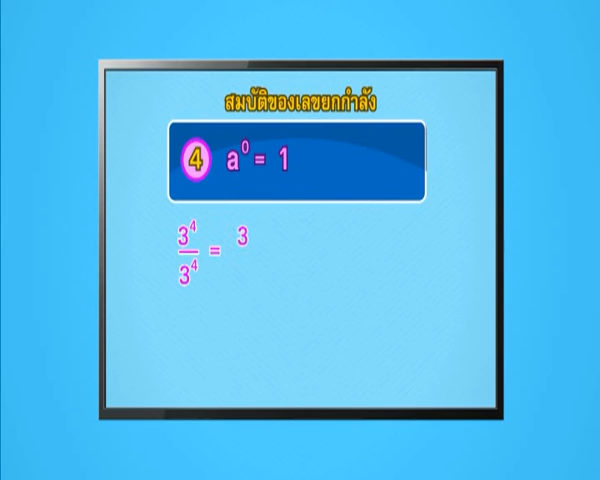 สมบัติของเลขยกกำลัง
4 a⁰ = 1
3⁴/3⁴ = 3